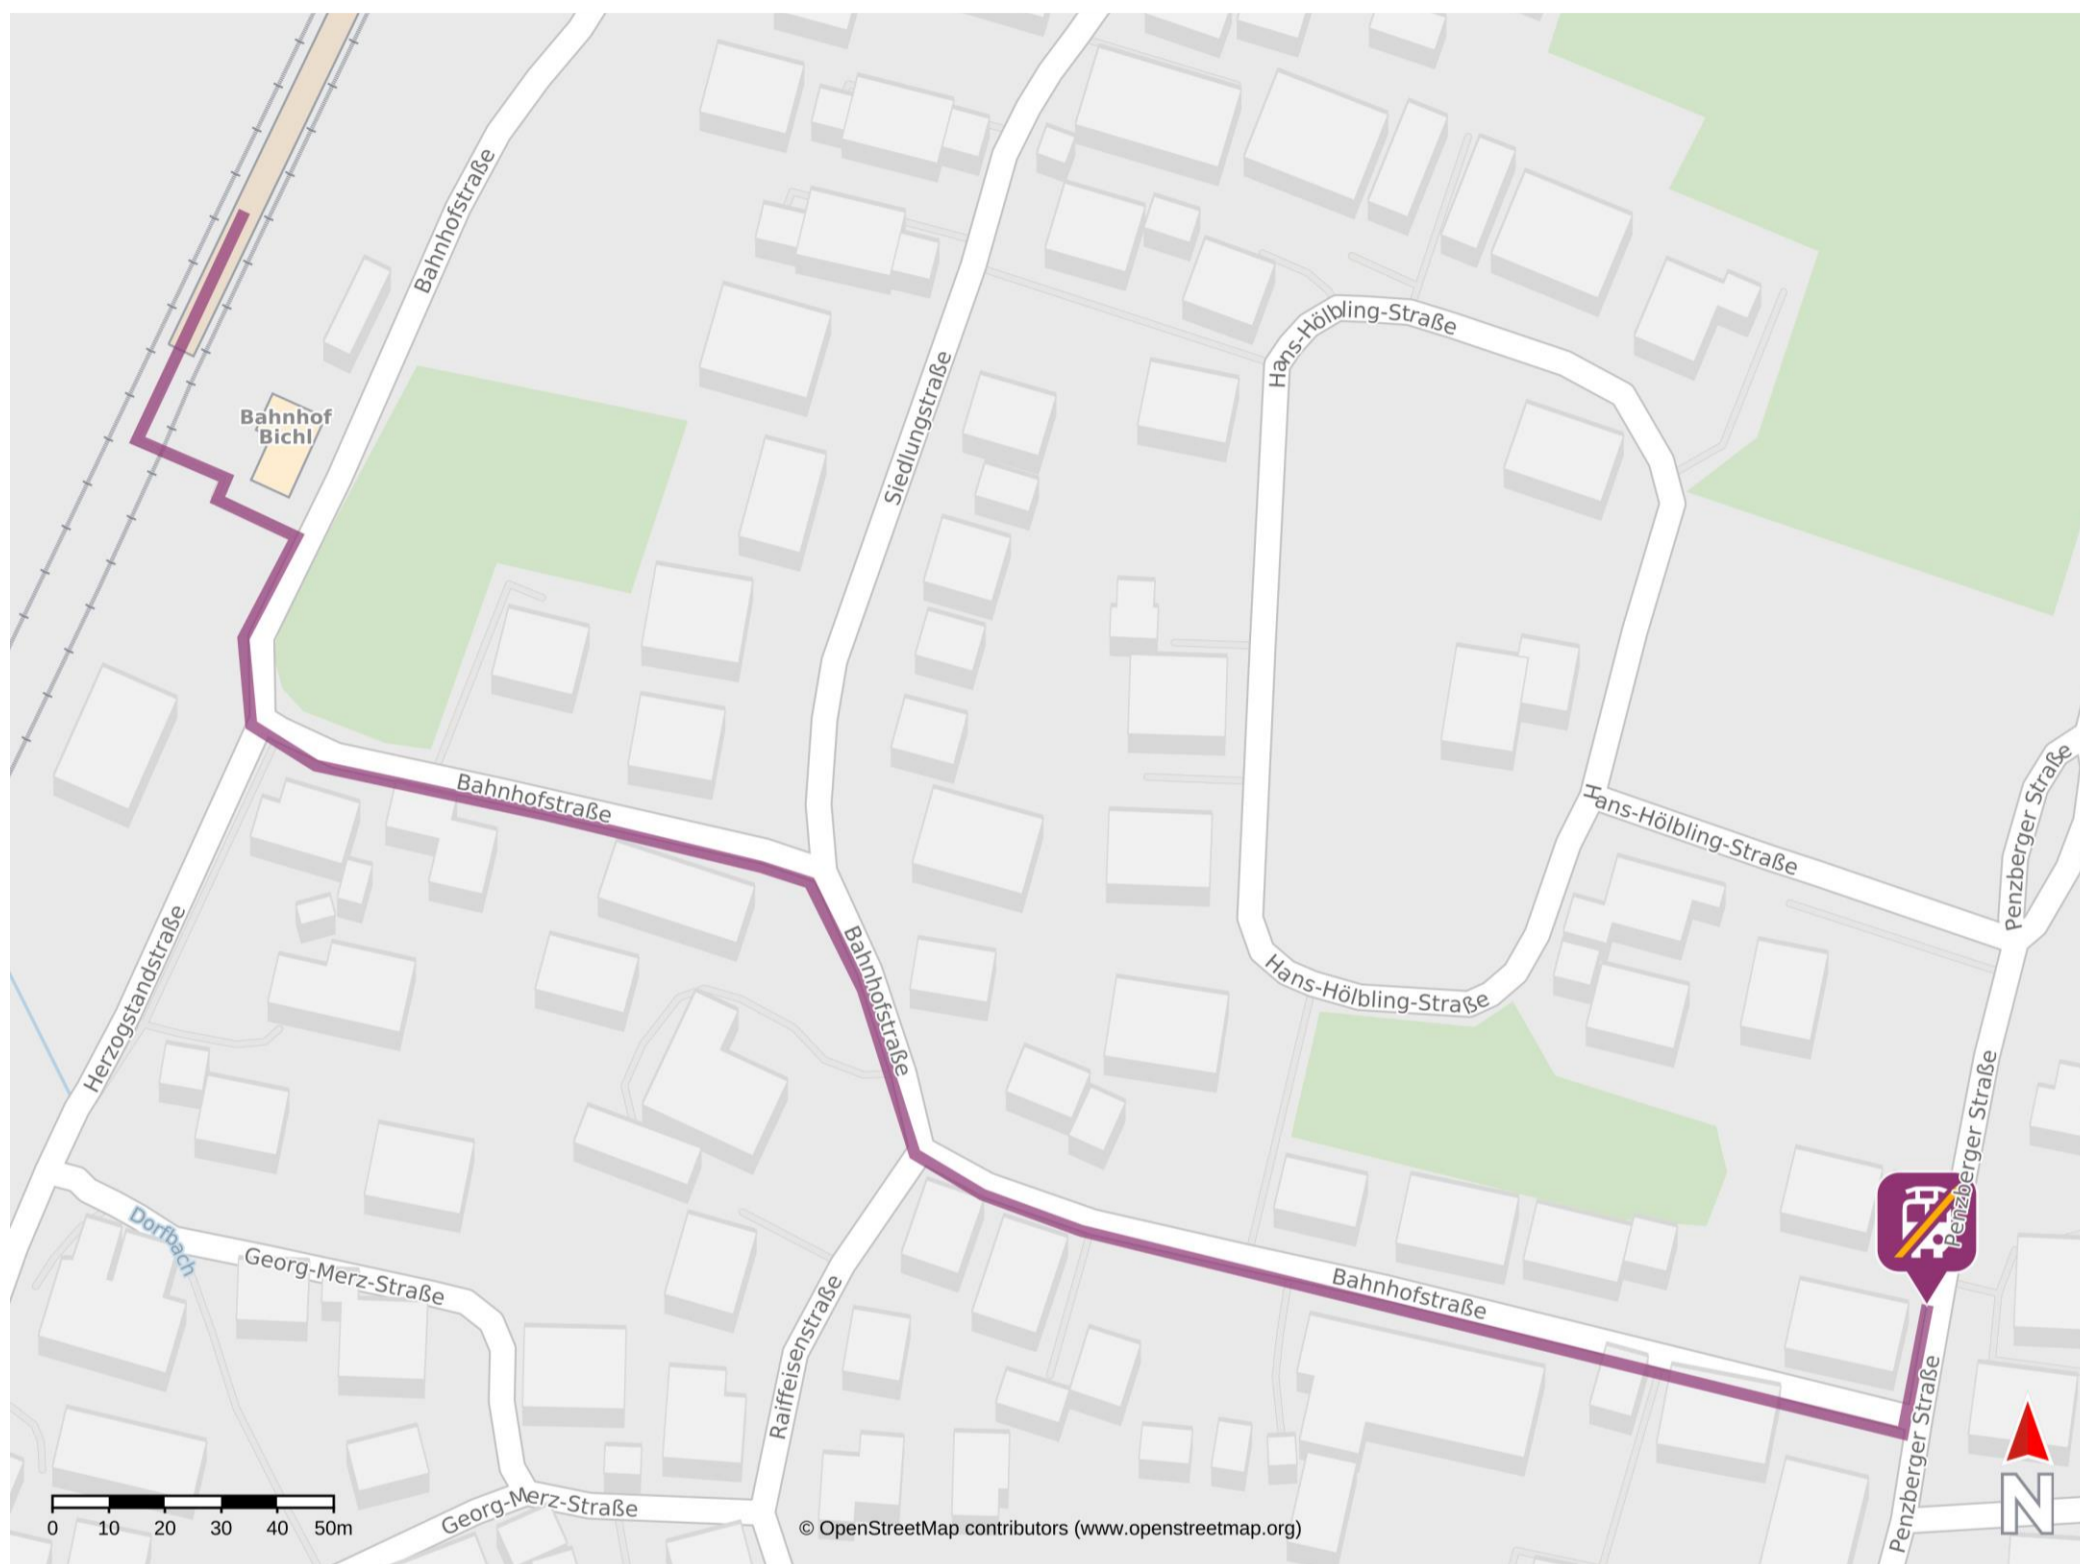 Bahnhofstraße
Hans-Hölbling-Straße
Siedlungstraße
Bahnhof
Bichl
Penzberger Straße
Bahnhofstraße
Hans-Hölbling-Straße
Herzogstandstraße
Bahnhofstraße
Hans-Hölbling-Straße
Penzberger Straße
Dorfbach
Georg-Merz-Straße
Bahnhofstraße
Raiffeisenstraße
Penzberger Straße
Georg-Merz-Straße
N
0 10 20 30 40 50m
© OpenStreetMap contributors (www.openstreetmap.org)